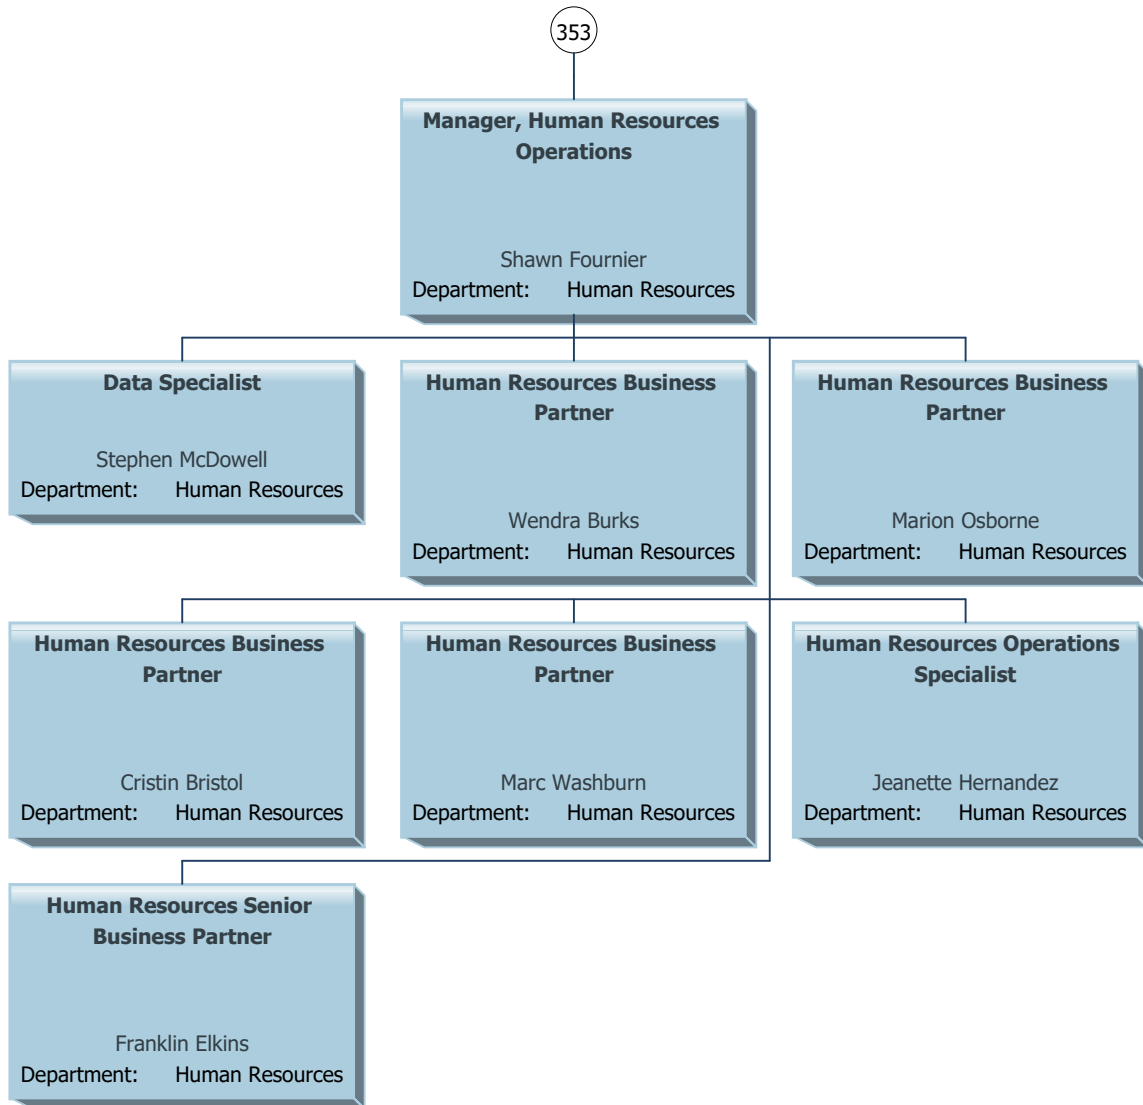 353
Manager, Human Resources
Operations
Shawn Fournier
Department: Human Resources
Data Specialist
Stephen McDowell
Department: Human Resources
Human Resources Business
Partner
Wendra Burks
Department: Human Resources
Human Resources Business
Partner
Marion Osborne
Department: Human Resources
Human Resources Business
Partner
Cristin Bristol
Department: Human Resources
Human Resources Business
Partner
Marc Washburn
Department: Human Resources
Human Resources Operations
Specialist
Jeanette Hernandez
Department: Human Resources
Human Resources Senior
Business Partner
Franklin Elkins
Department: Human Resources